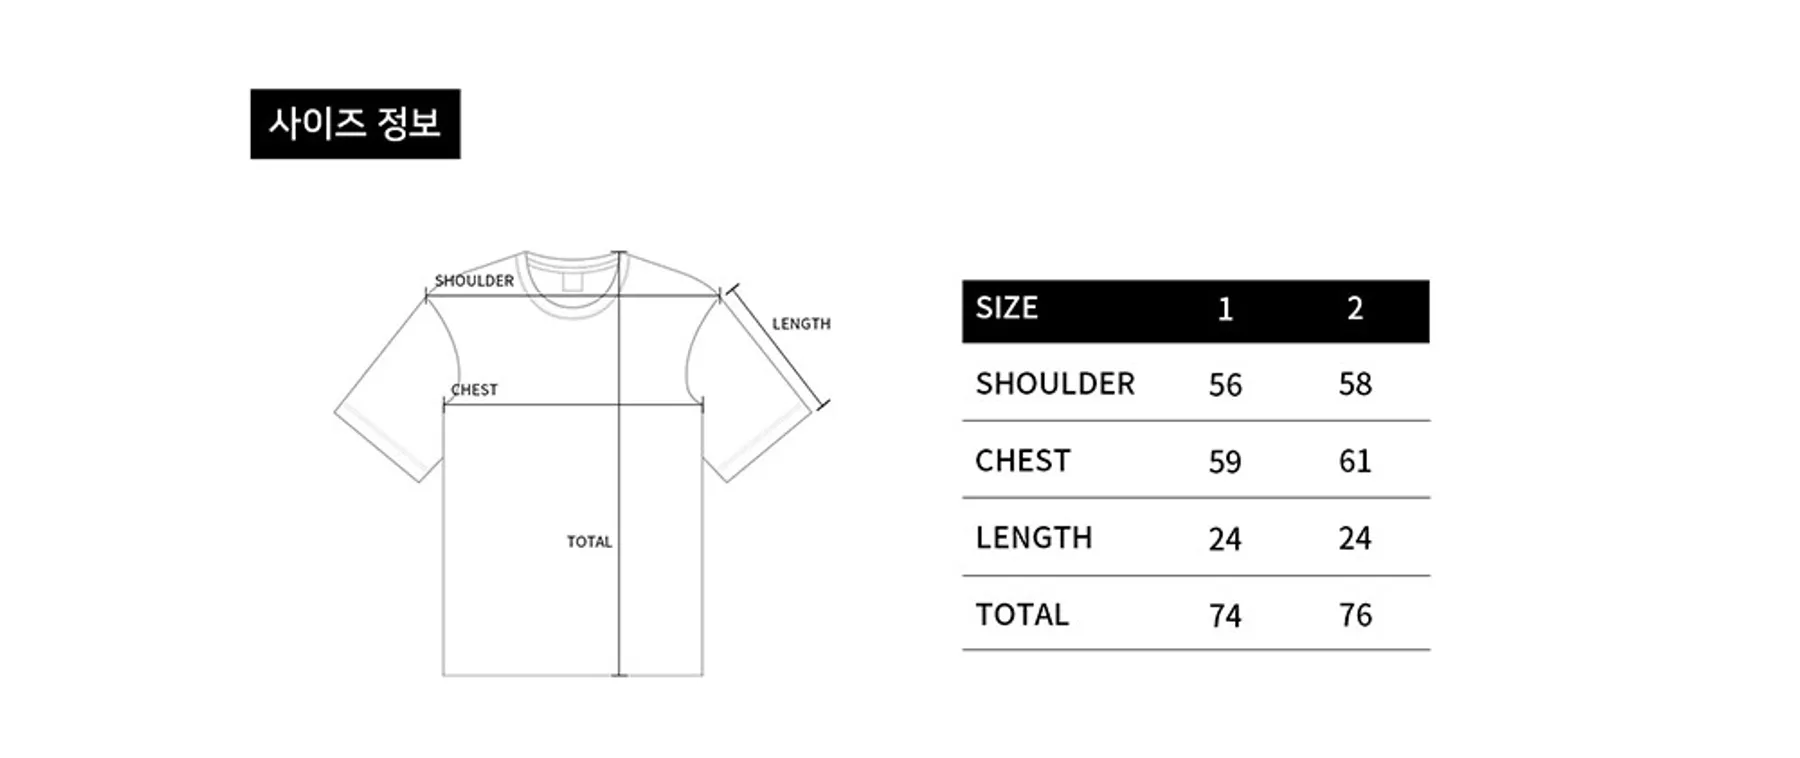 사이즈 정보
SHOULDER
LENGTH
CHEST
TOTAL
SIZE 1 2
SHOULDER 56 58
CHEST 59 61
LENGTH 24 24
TOTAL 74 76